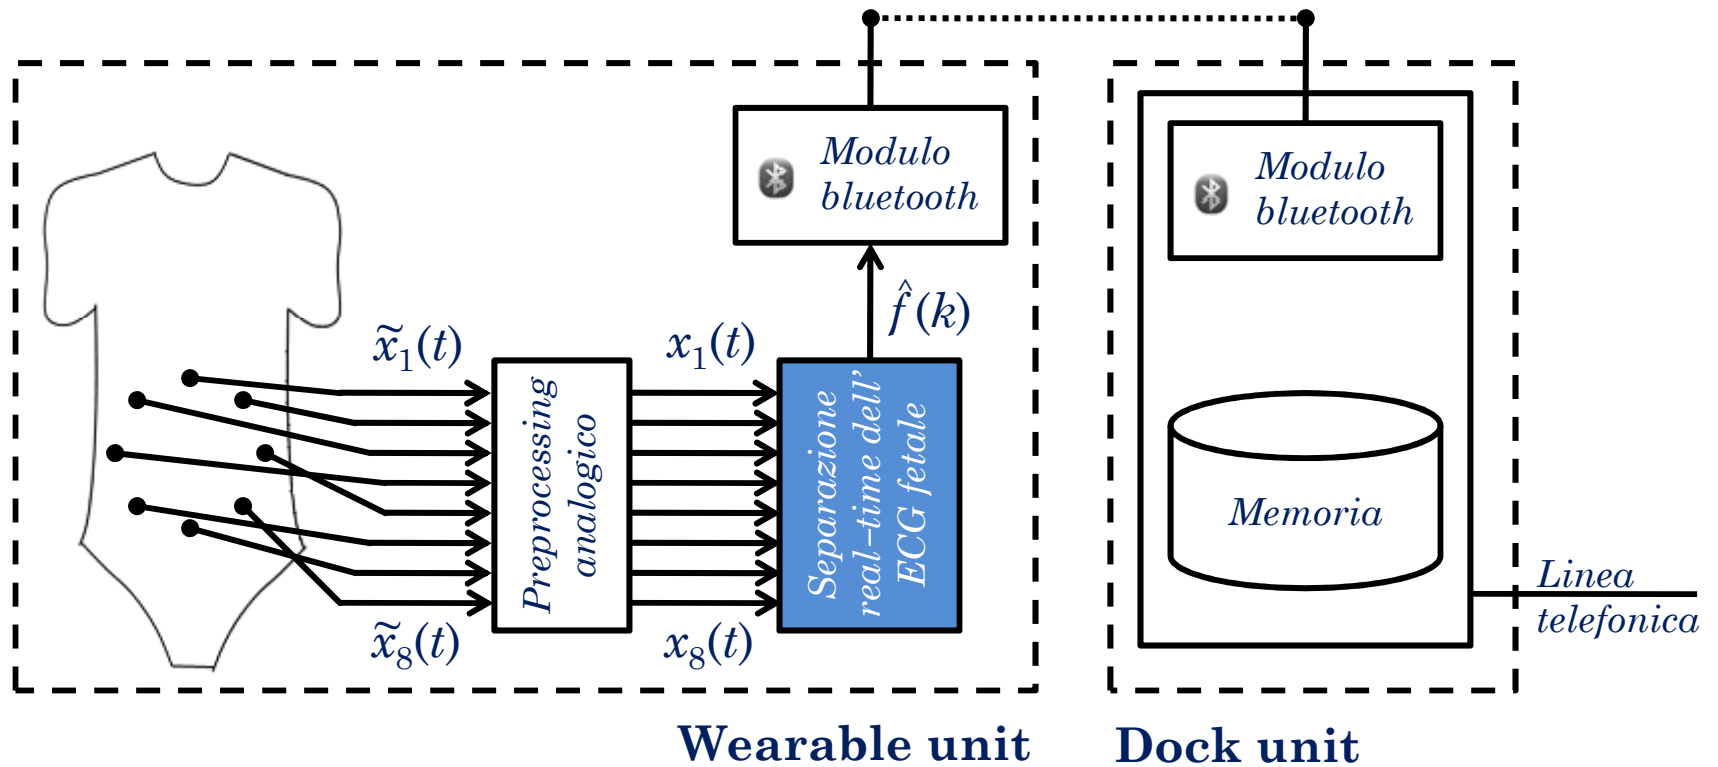 Modulo
bluetooth
Modulo
bluetooth
f̂(k)
x̃₁(t)
x₁(t)
Preprocessing
analogico
Separazione
real-time dell'
ECG fetale
Memoria
x̃₈(t)
x₈(t)
Linea
telefonica
Wearable unit
Dock unit